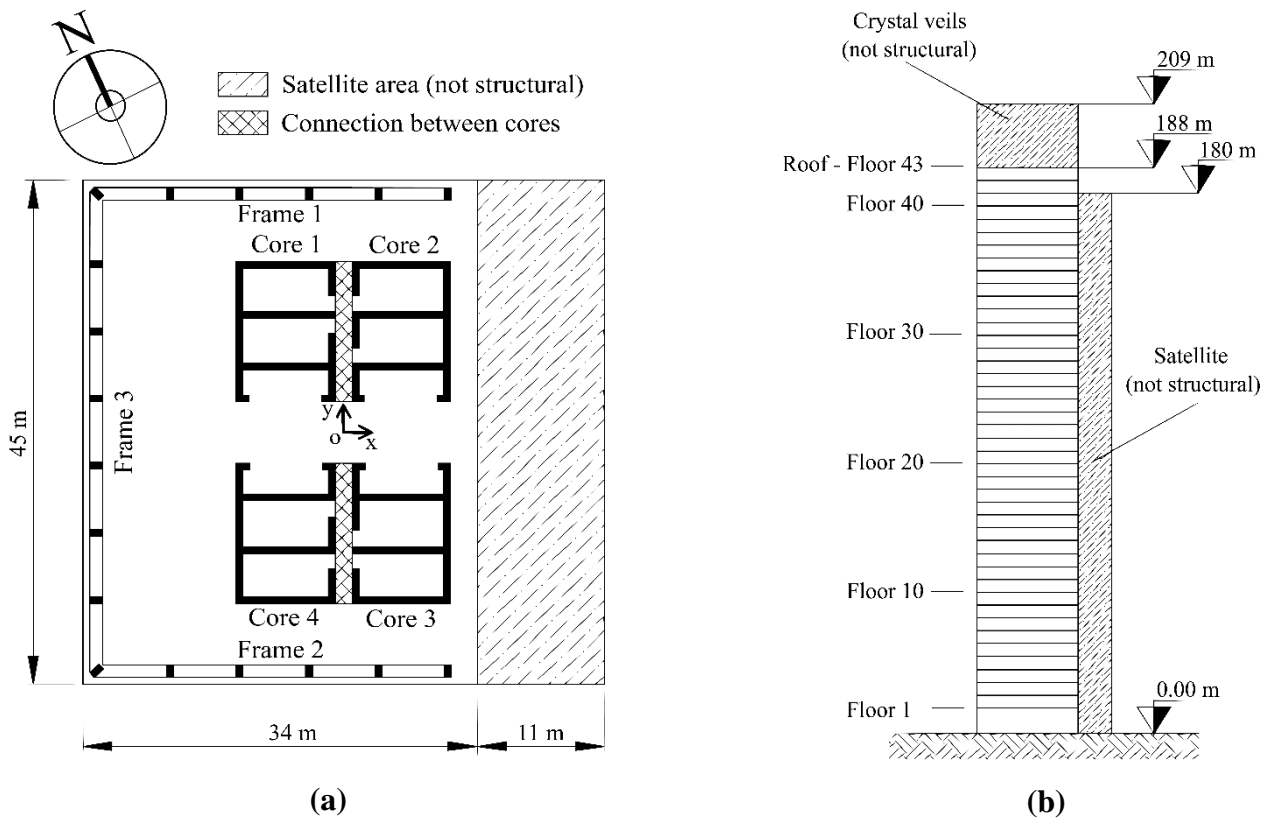 N
Satellite area (not structural)
Connection between cores
Frame 1
Core 1
Core 2
Frame 3
45 m
y
o
x
Core 4
Core 3
Frame 2
34 m
11 m
(a)
Crystal veils
(not structural)
209 m
188 m
180 m
Roof - Floor 43
Floor 40
Floor 30
Satellite
(not structural)
Floor 20
Floor 10
Floor 1
0.00 m
(b)